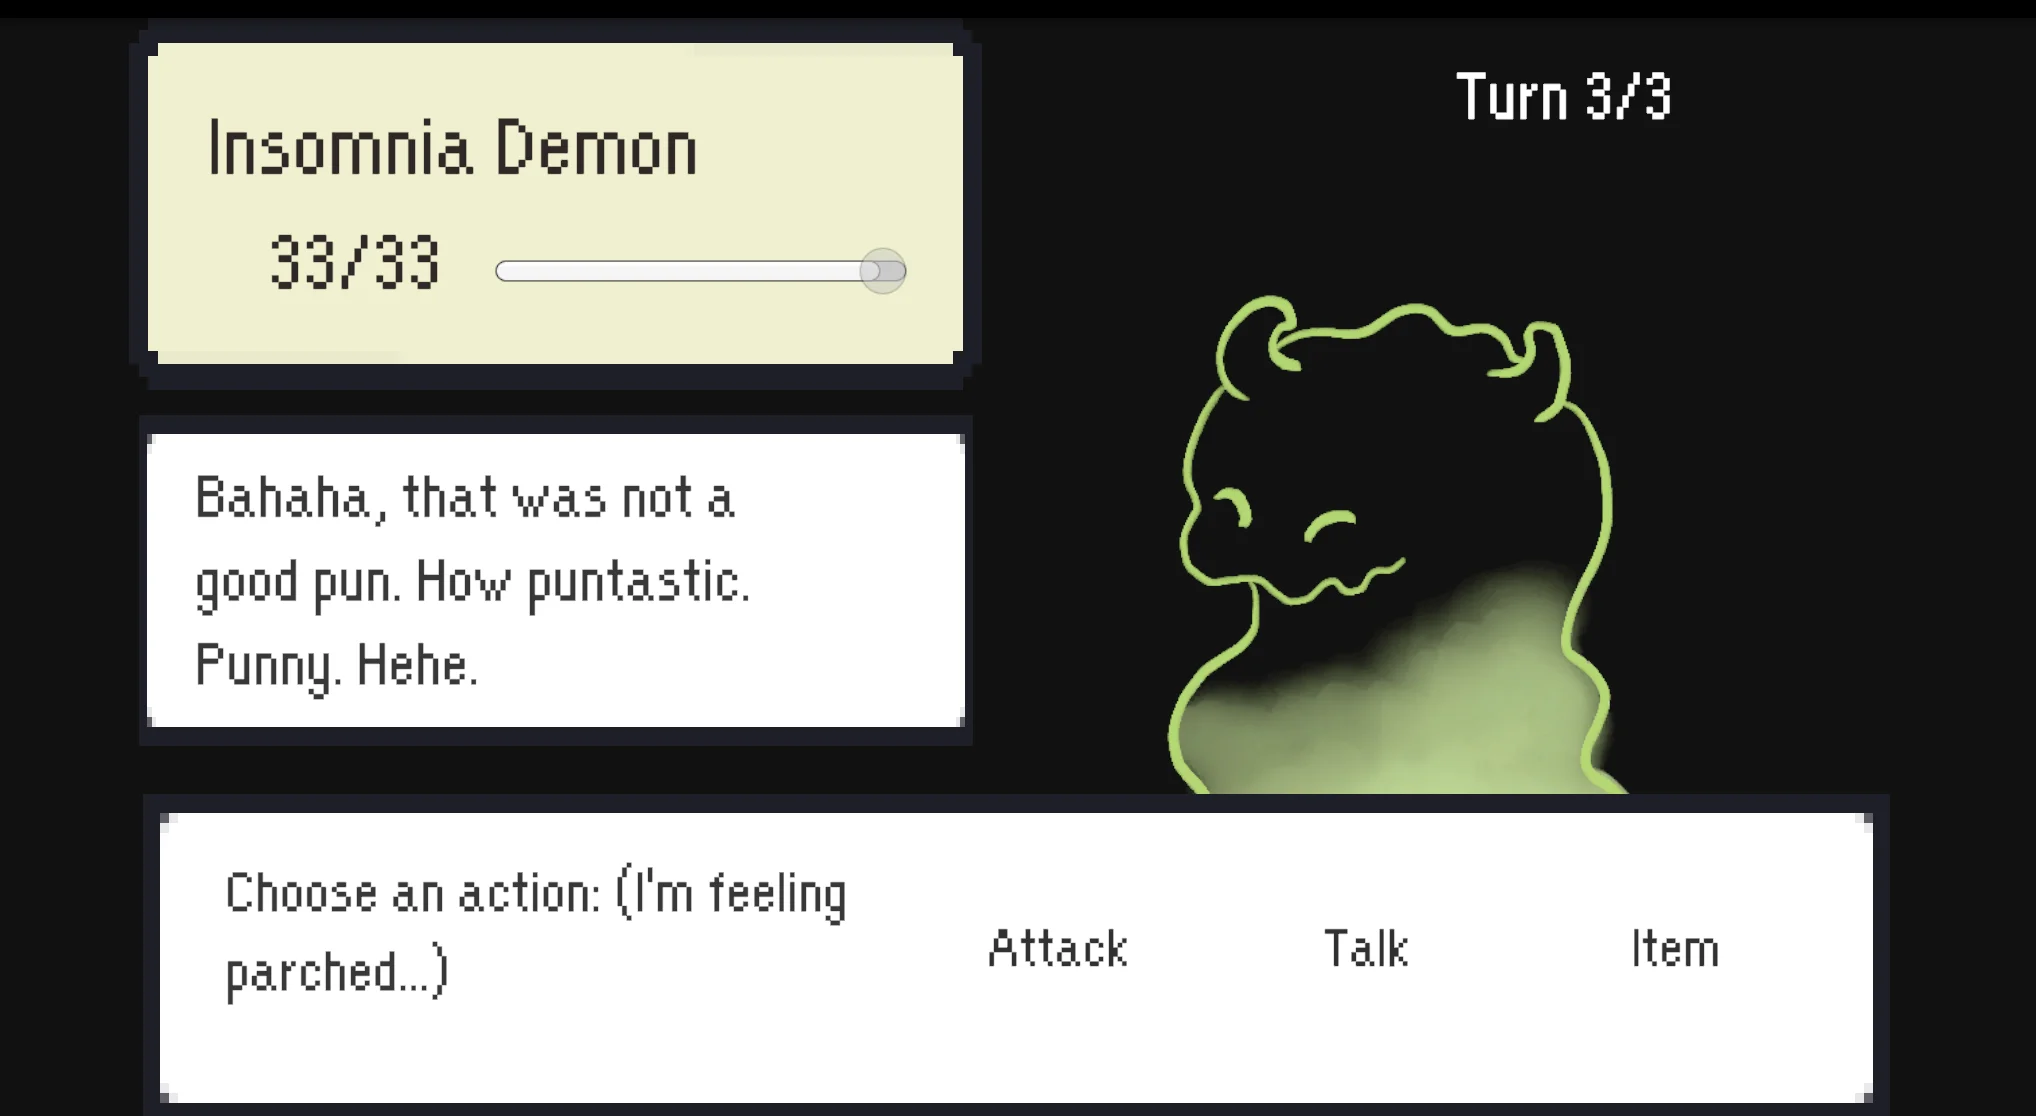 Insomnia Demon
33/33
Turn 3/3
Bahaha, that was not a
good pun. How puntastic.
Punny. Hehe.
Choose an action: (I'm feeling
parched...)
Attack
Talk
Item